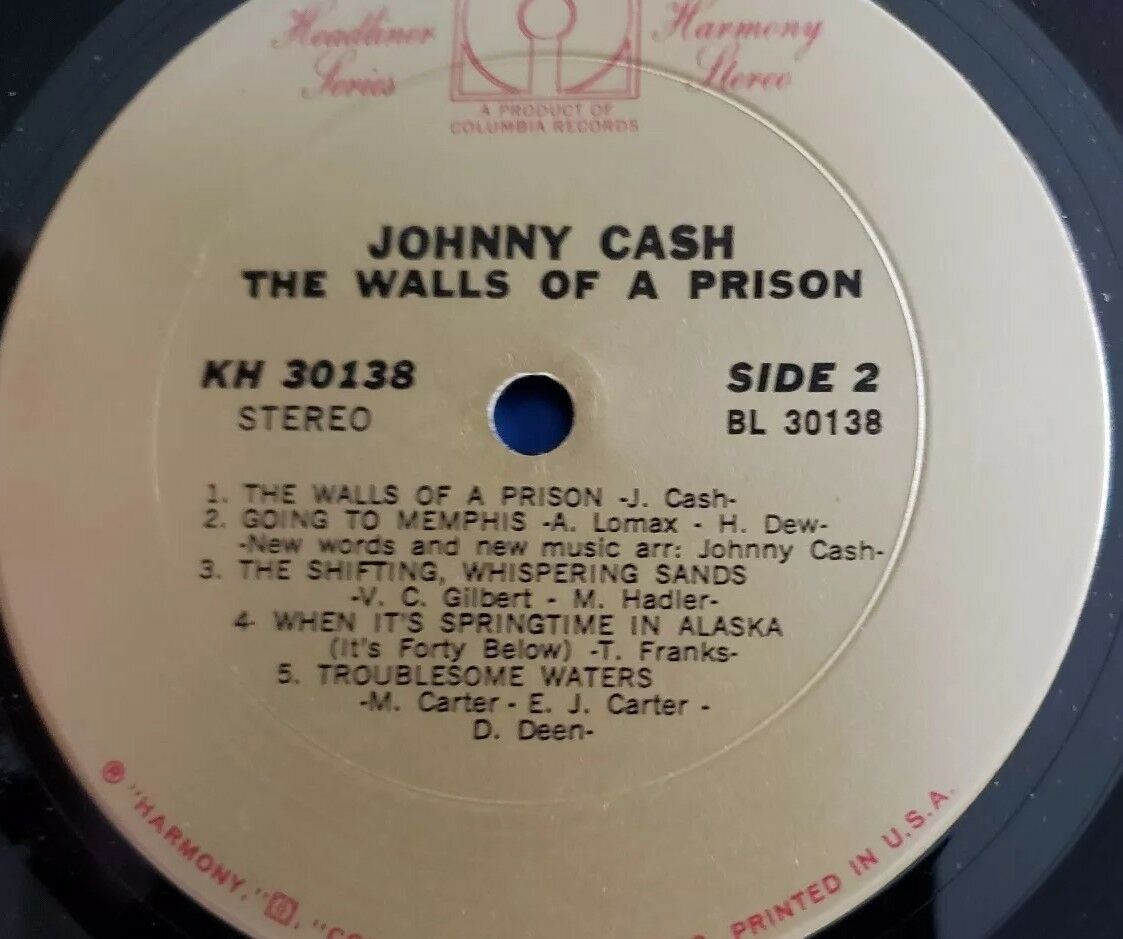 Headliner Harmony
Series Stereo
A PRODUCT OF
COLUMBIA RECORDS
JOHNNY CASH
THE WALLS OF A PRISON
KH 30138 SIDE 2
STEREO BL 30138
1. THE WALLS OF A PRISON -J. Cash-
2. GOING TO MEMPHIS -A. Lomax - H. Dew-
-New words and new music arr: Johnny Cash-
3. THE SHIFTING, WHISPERING SANDS
-V. C. Gilbert - M. Hadler-
4- WHEN IT'S SPRINGTIME IN ALASKA
(It's Forty Below) -T. Franks-
5. TROUBLESOME WATERS
-M. Carter - E. J. Carter -
D. Deen-
® "HARMONY," PRINTED IN U.S.A.